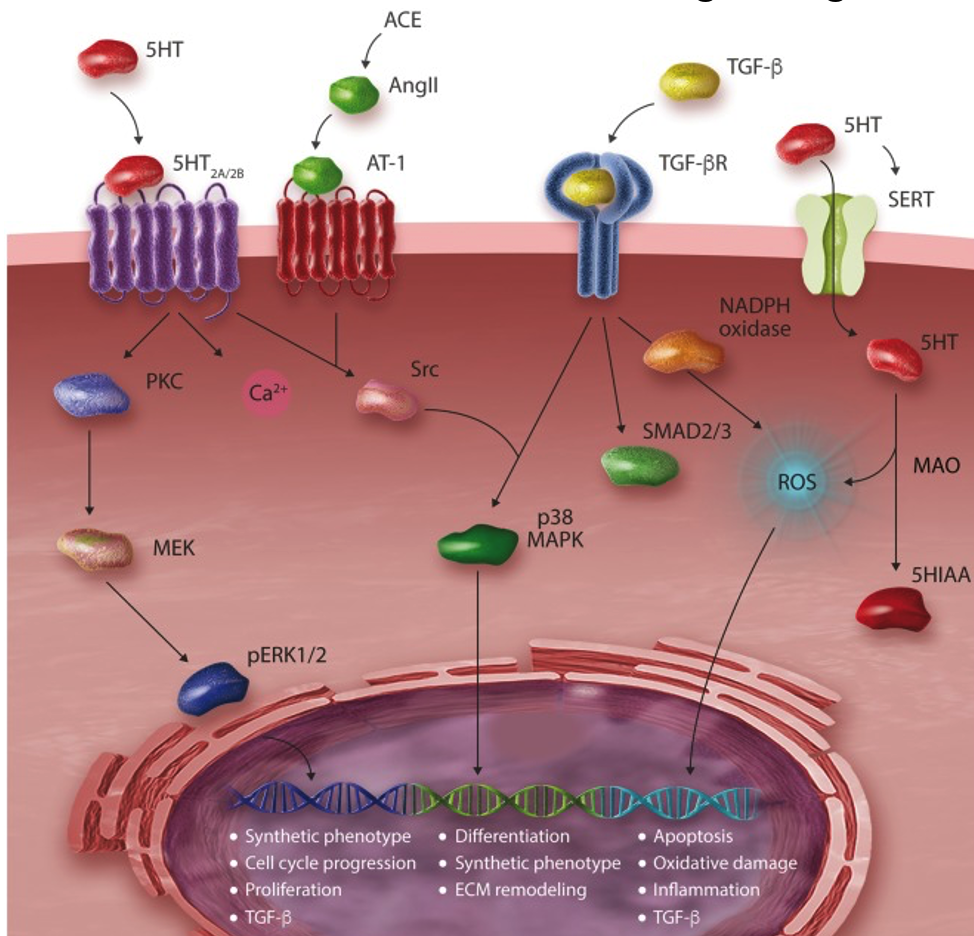 ACE
5HT
AngII
TGF-β
5HT
5HT2A/2B
AT-1
TGF-βR
SERT
NADPH
oxidase
5HT
PKC
Ca²⁺
Src
SMAD2/3
ROS
MAO
p38
MAPK
MEK
5HIAA
pERK1/2
• Synthetic phenotype
• Cell cycle progression
• Proliferation
• TGF-β
• Differentiation
• Synthetic phenotype
• ECM remodeling
• Apoptosis
• Oxidative damage
• Inflammation
• TGF-β